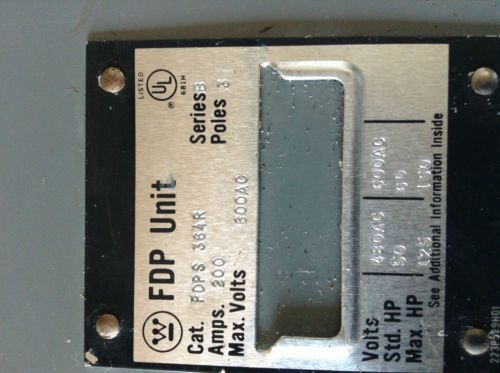 LISTED
UL
®
681H
FDP Unit
Cat. FDPS 364R Series B
Amps. 200 Poles 3
Max. Volts 600AC
Volts 480AC 600AC
Std. HP 50 60
Max. HP 125 150
See Additional Information Inside